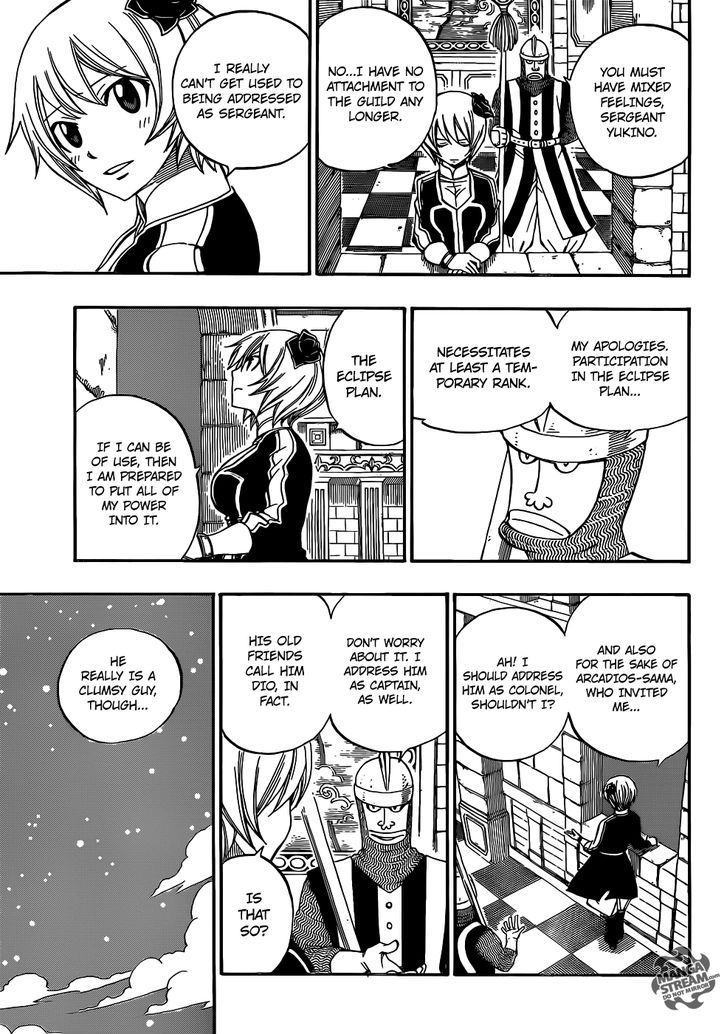 YOU MUST
HAVE MIXED
FEELINGS,
SERGEANT
YUKINO.
NO...I HAVE NO
ATTACHMENT TO
THE GUILD ANY
LONGER.
I REALLY
CAN'T GET USED TO
BEING ADDRESSED
AS SERGEANT.
MY APOLOGIES.
PARTICIPATION
IN THE ECLIPSE
PLAN...
NECESSITATES
AT LEAST A TEM-
PORARY RANK.
THE
ECLIPSE
PLAN.
IF I CAN BE
OF USE, THEN
I AM PREPARED
TO PUT ALL OF
MY POWER
INTO IT.
AND ALSO
FOR THE SAKE OF
ARCADIOS-SAMA,
WHO INVITED
ME...
AH! I
SHOULD ADDRESS
HIM AS COLONEL,
SHOULDN'T I?
DON'T WORRY
ABOUT IT. I
ADDRESS HIM
AS CAPTAIN,
AS WELL.
HIS OLD
FRIENDS
CALL HIM
DIO, IN
FACT.
IS
THAT
SO?
HE
REALLY IS A
CLUMSY GUY,
THOUGH...
MANGA
STREAM.COM
DO NOT MIRROR